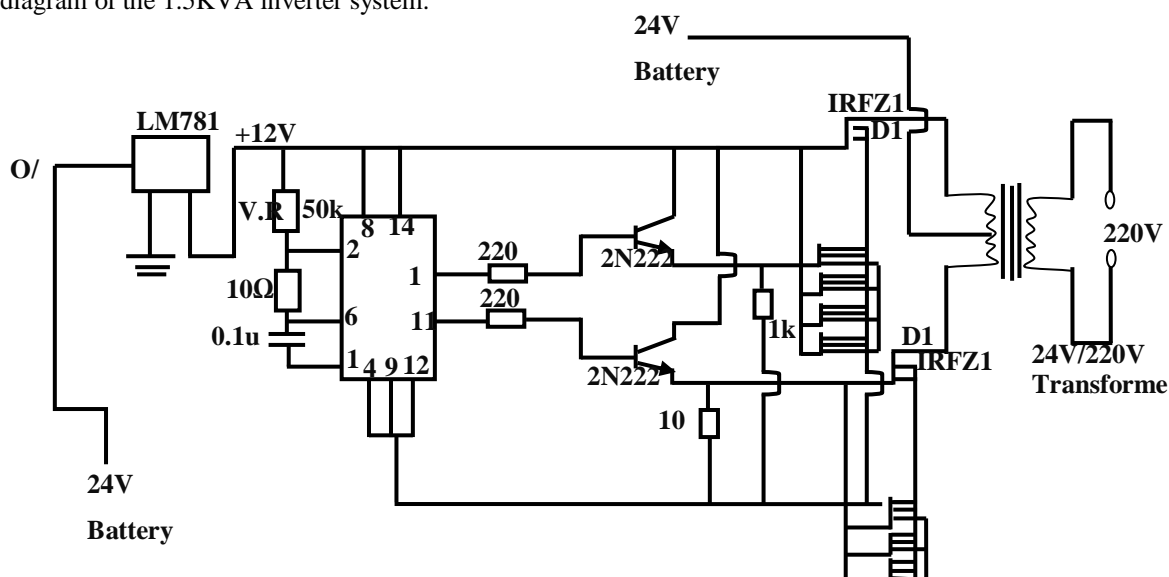 diagram of the 1.5KVA inverter system.
24V
Battery
IRFZ1
D1
LM781
+12V
O/
V.R
50k
8
14
2
220
2N222
1
10Ω
220
6
11
0.1u
1k
1
4 9 12
2N222
D1
IRFZ1
10
220V
24V/220V
Transforme
24V
Battery